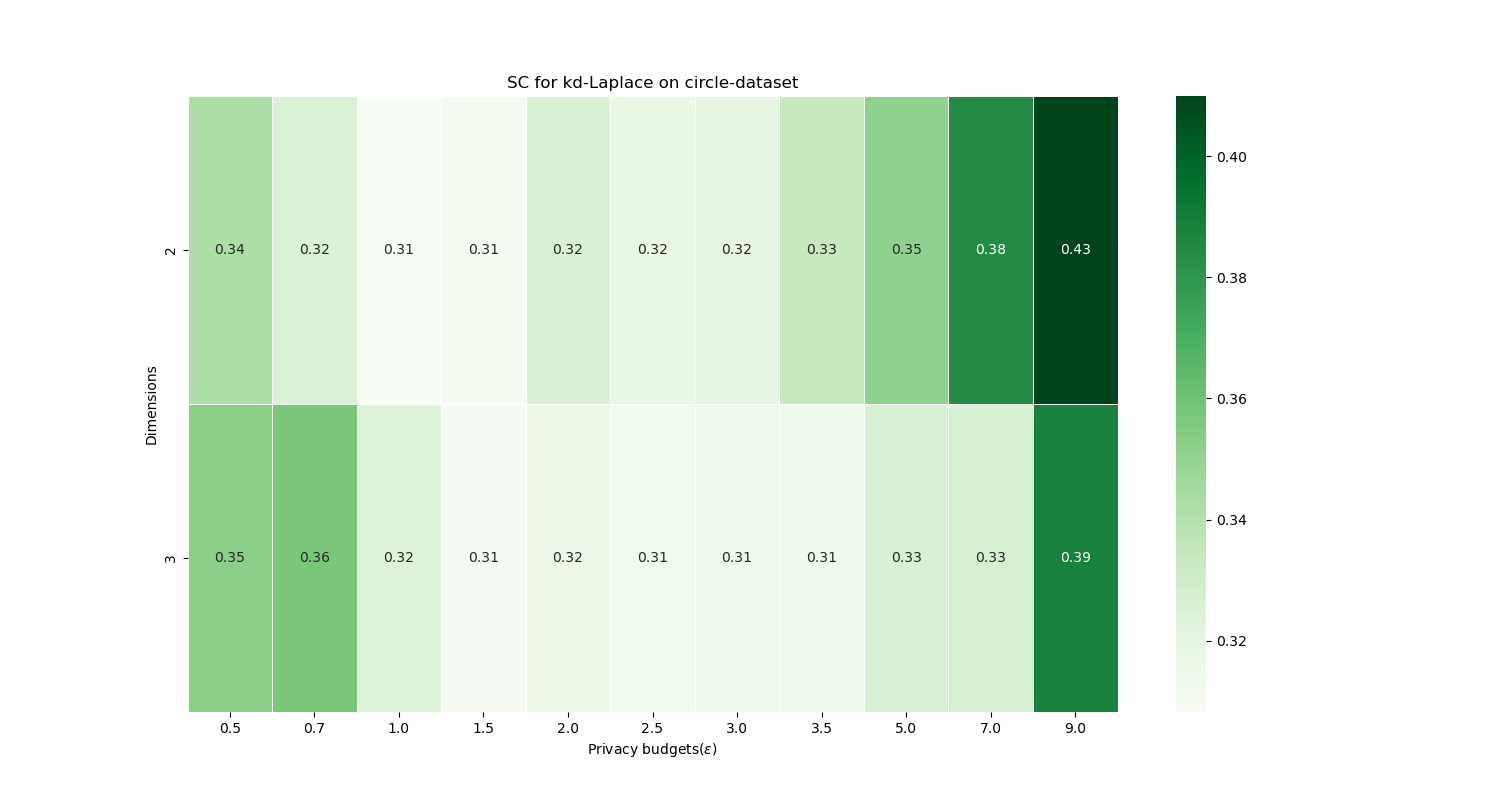 SC for kd-Laplace on circle-dataset
2 0.34 0.32 0.31 0.31 0.32 0.32 0.32 0.33 0.35 0.38 0.43
3 0.35 0.36 0.32 0.31 0.32 0.31 0.31 0.31 0.33 0.33 0.39
Dimensions
0.5 0.7 1.0 1.5 2.0 2.5 3.0 3.5 5.0 7.0 9.0
Privacy budgets(ε)
0.40
0.38
0.36
0.34
0.32